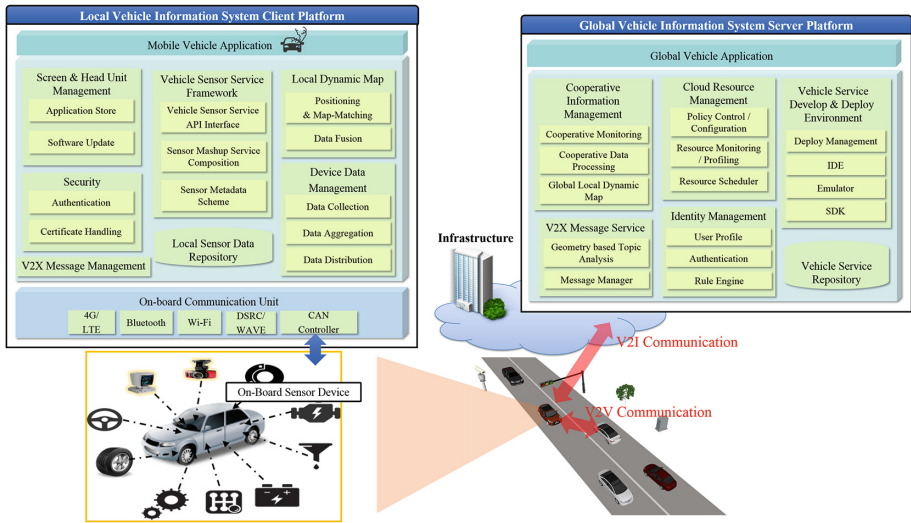 Local Vehicle Information System Client Platform
Mobile Vehicle Application
Screen & Head Unit
Management
Application Store
Software Update
Security
Authentication
Certificate Handling
V2X Message Management
Vehicle Sensor Service
Framework
Vehicle Sensor Service
API Interface
Sensor Mashup Service
Composition
Sensor Metadata
Scheme
Local Sensor Data
Repository
Local Dynamic Map
Positioning
& Map-Matching
Data Fusion
Device Data
Management
Data Collection
Data Aggregation
Data Distribution
On-board Communication Unit
4G/
LTE
Bluetooth
Wi-Fi
DSRC/
WAVE
CAN
Controller
On-Board Sensor Device
Global Vehicle Information System Server Platform
Global Vehicle Application
Cooperative
Information
Management
Cooperative Monitoring
Cooperative Data
Processing
Global Local Dynamic
Map
V2X Message Service
Geometry based Topic
Analysis
Message Manager
Cloud Resource
Management
Policy Control /
Configuration
Resource Monitoring
/ Profiling
Resource Scheduler
Identity Management
User Profile
Authentication
Rule Engine
Vehicle Service
Develop & Deploy
Environment
Deploy Management
IDE
Emulator
SDK
Vehicle Service
Repository
Infrastructure
V2I Communication
V2V Communication